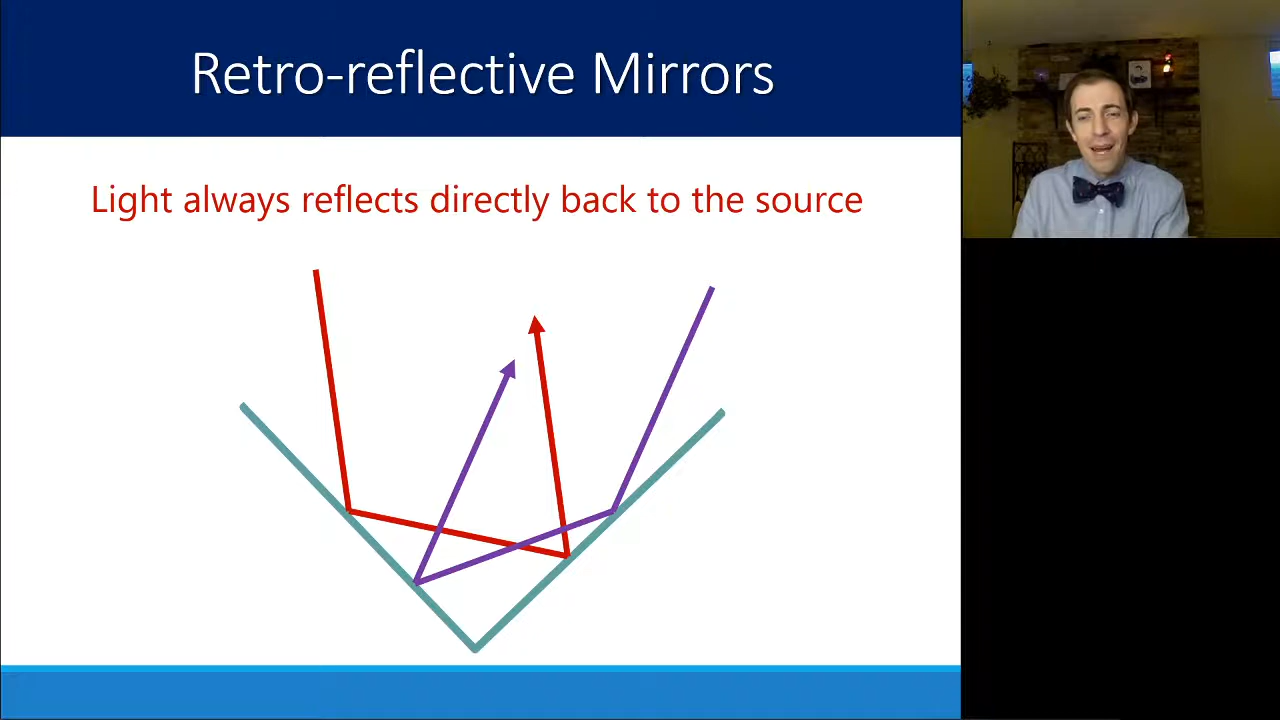 Retro-reflective Mirrors
Light always reflects directly back to the source